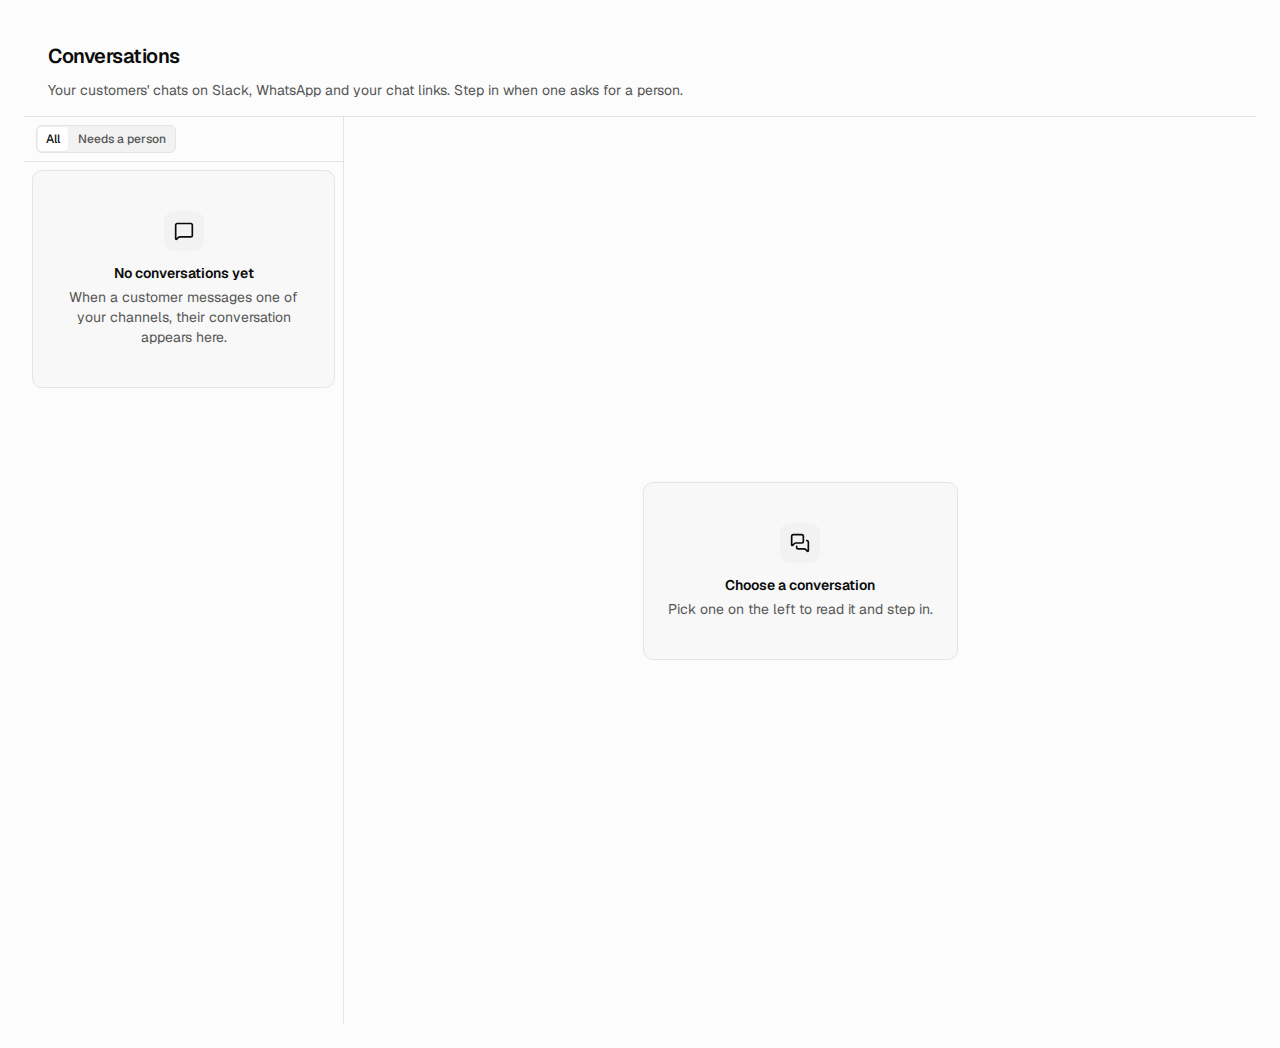 Conversations
Your customers' chats on Slack, WhatsApp and your chat links. Step in when one asks for a person.
All
Needs a person
No conversations yet
When a customer messages one of
your channels, their conversation
appears here.
Choose a conversation
Pick one on the left to read it and step in.